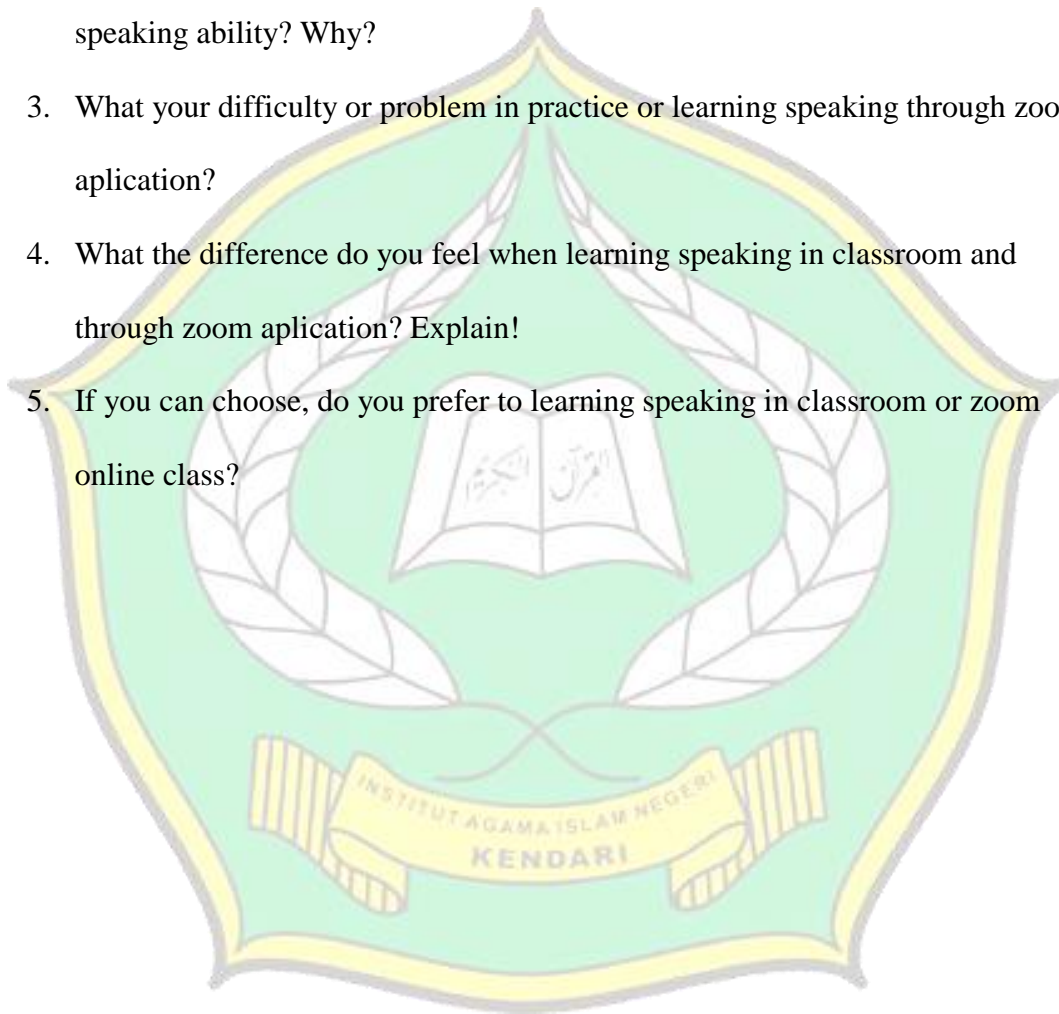 speaking ability? Why?
3. What your difficulty or problem in practice or learning speaking through zoo
aplication?
4. What the difference do you feel when learning speaking in classroom and
through zoom aplication? Explain!
5. If you can choose, do you prefer to learning speaking in classroom or zoom
online class?
القرآن الكريم
INSTITUT AGAMA ISLAM NEGERI
KENDARI